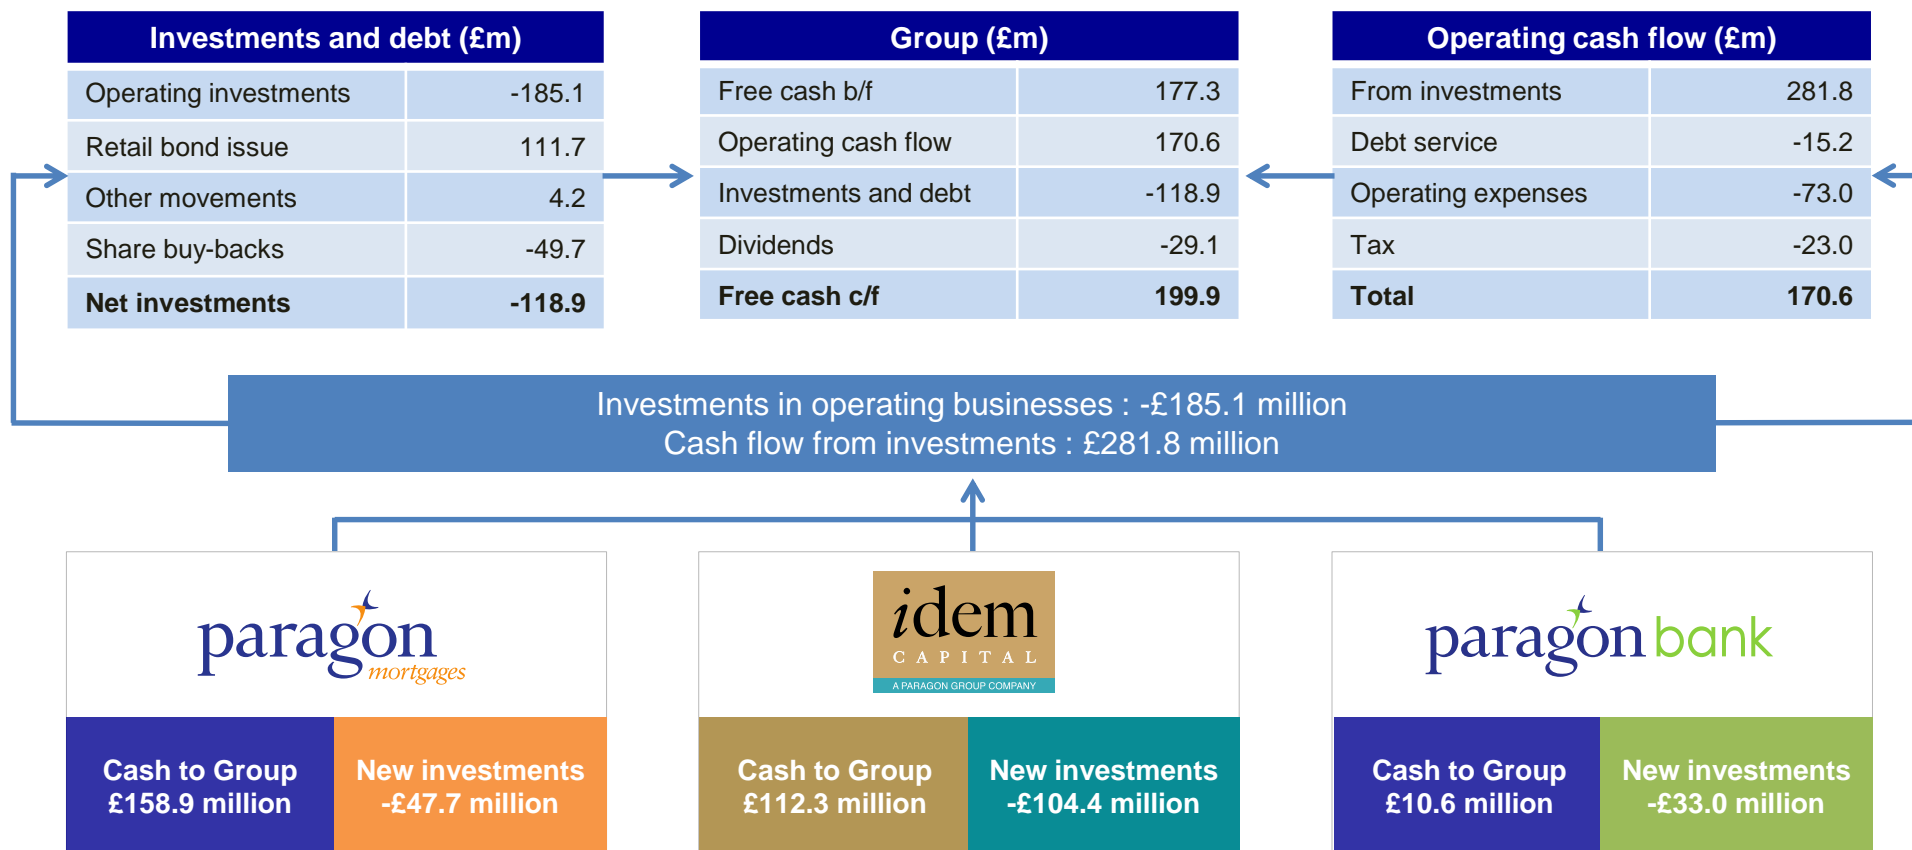 Investments and debt (£m)
Operating investments -185.1
Retail bond issue 111.7
Other movements 4.2
Share buy-backs -49.7
Net investments -118.9
Group (£m)
Free cash b/f 177.3
Operating cash flow 170.6
Investments and debt -118.9
Dividends -29.1
Free cash c/f 199.9
Operating cash flow (£m)
From investments 281.8
Debt service -15.2
Operating expenses -73.0
Tax -23.0
Total 170.6
Investments in operating businesses : -£185.1 million
Cash flow from investments : £281.8 million
paragon
mortgages
Cash to Group
£158.9 million
New investments
-£47.7 million
idem
CAPITAL
A PARAGON GROUP COMPANY
Cash to Group
£112.3 million
New investments
-£104.4 million
paragon bank
Cash to Group
£10.6 million
New investments
-£33.0 million